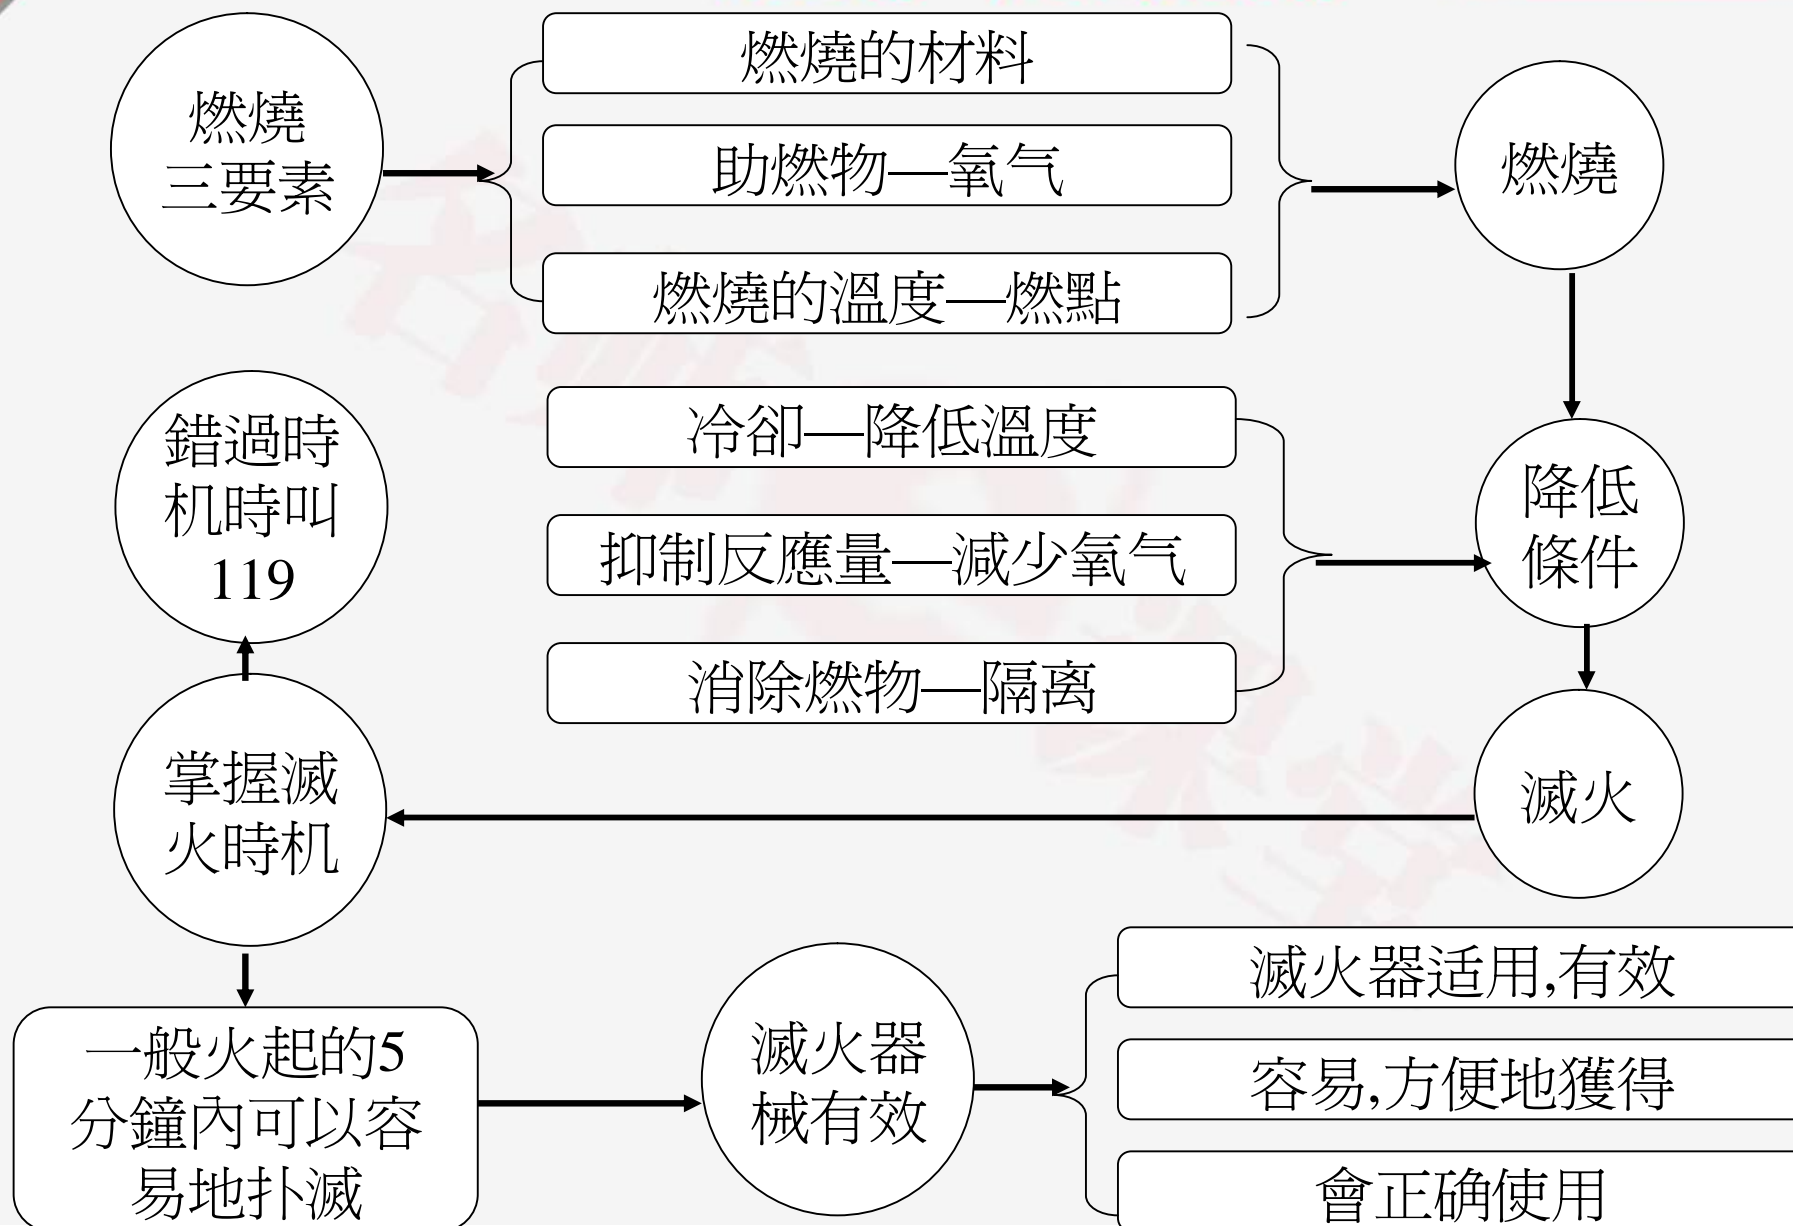 燃燒
三要素
燃燒的材料
助燃物—氧气
燃燒的溫度—燃點
燃燒
錯過時
机時叫
119
冷卻—降低溫度
抑制反應量—減少氧气
消除燃物—隔离
降低
條件
掌握滅
火時机
滅火
一般火起的5
分鐘內可以容
易地扑滅
滅火器
械有效
滅火器适用,有效
容易,方便地獲得
會正确使用